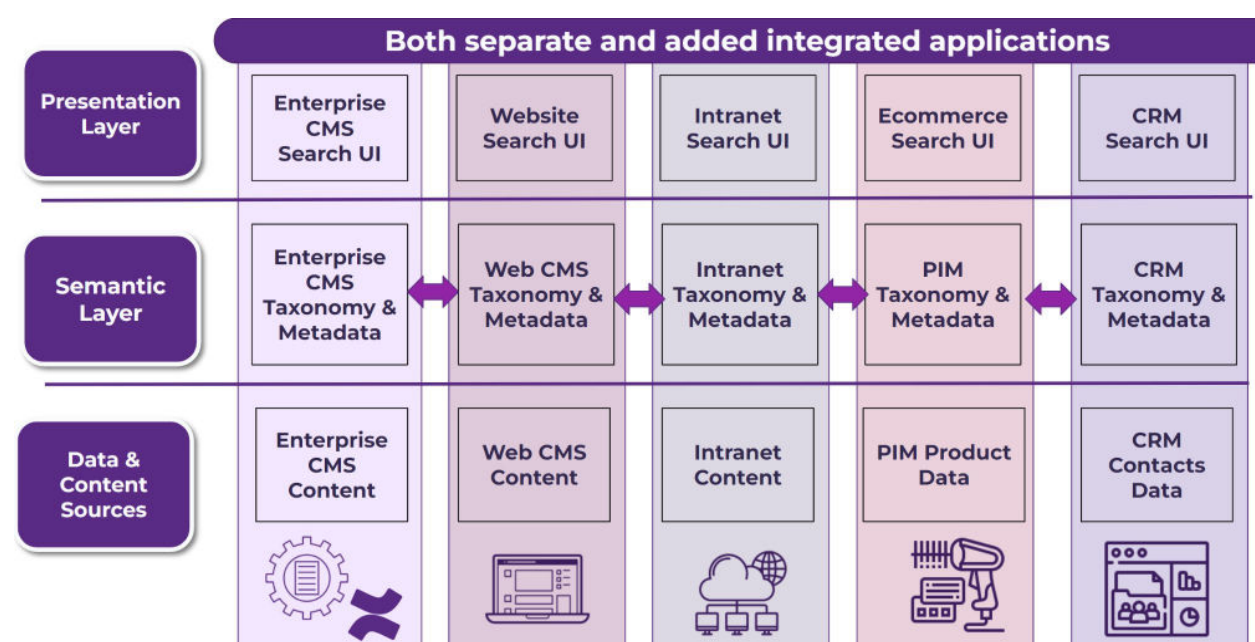 Both separate and added integrated applications
Presentation
Layer
Enterprise
CMS
Search UI
Website
Search UI
Intranet
Search UI
Ecommerce
Search UI
CRM
Search UI
Semantic
Layer
Enterprise
CMS
Taxonomy &
Metadata
Web CMS
Taxonomy &
Metadata
Intranet
Taxonomy &
Metadata
PIM
Taxonomy &
Metadata
CRM
Taxonomy &
Metadata
Data &
Content
Sources
Enterprise
CMS
Content
Web CMS
Content
Intranet
Content
PIM Product
Data
CRM
Contacts
Data